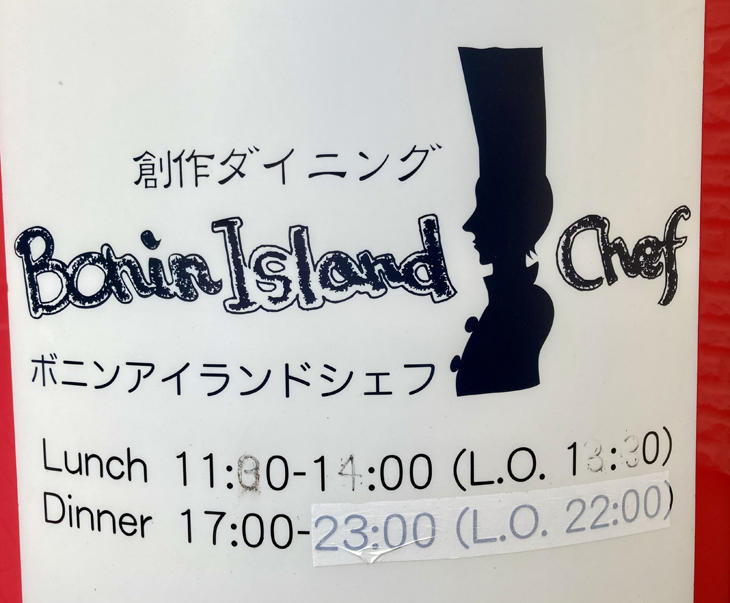 創作ダイニング
Bonin Island Chef
ボニンアイランドシェフ
Lunch 11:30-14:00 (L.O. 13:30)
Dinner 17:00-23:00 (L.O. 22:00)